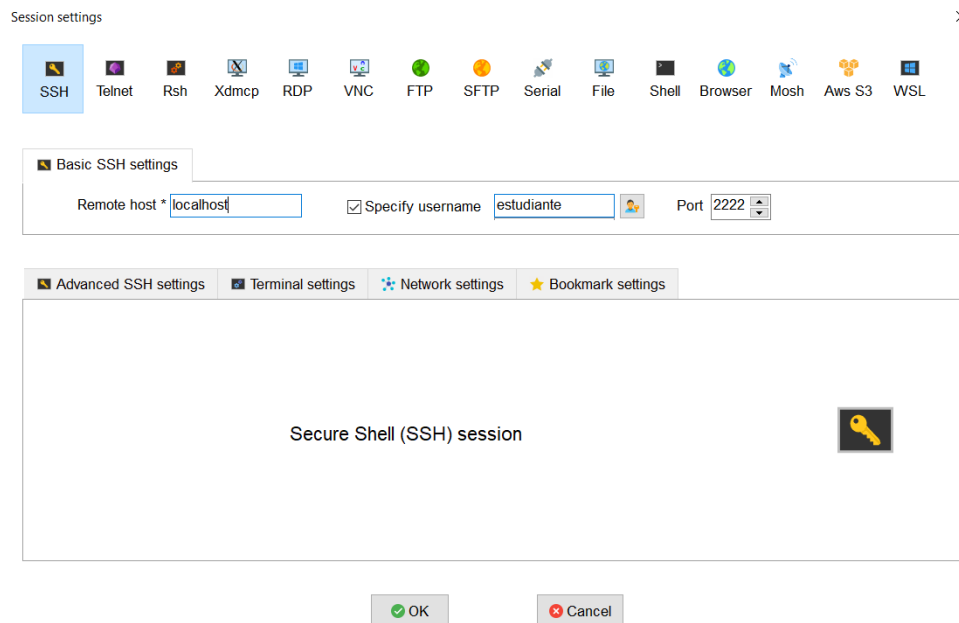 Session settings
SSH Telnet Rsh Xdmcp RDP VNC FTP SFTP Serial File Shell Browser Mosh Aws S3 WSL
Basic SSH settings
Remote host * localhost Specify username estudiante Port 2222
Advanced SSH settings Terminal settings Network settings Bookmark settings
Secure Shell (SSH) session
OK Cancel